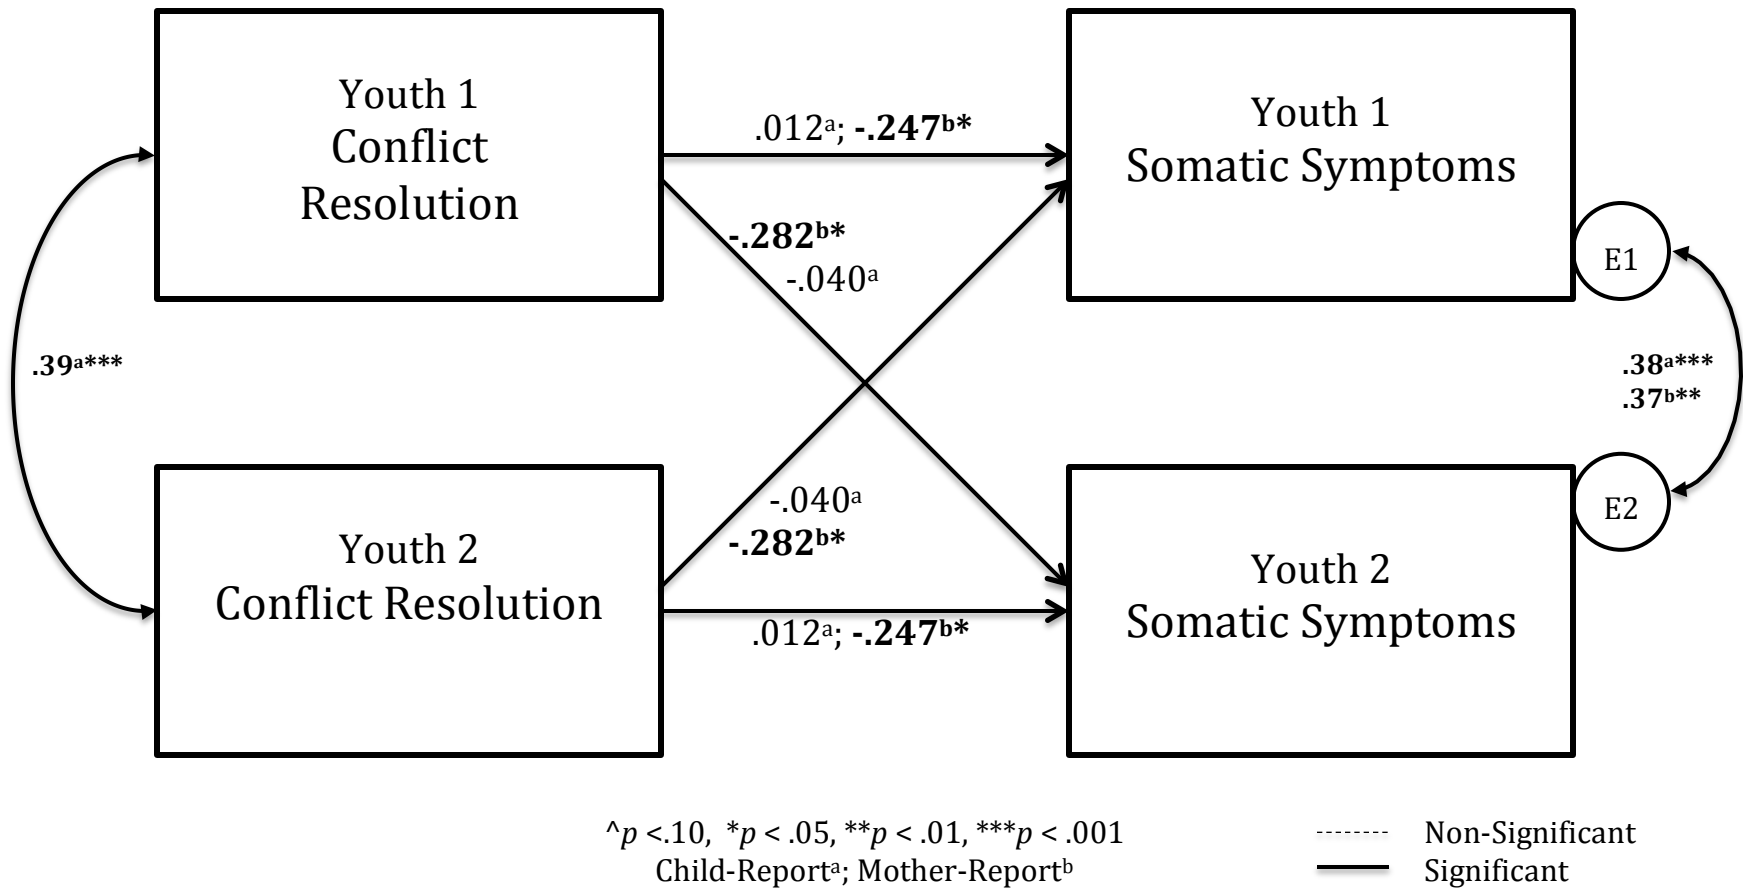 Youth 1
Conflict
Resolution
Youth 1
Somatic Symptoms
.012ᵃ; -.247ᵇ*
-.282ᵇ*
-.040ᵃ
E1
.39ᵃ***
.38ᵃ***
.37ᵇ**
-.040ᵃ
-.282ᵇ*
E2
Youth 2
Conflict Resolution
Youth 2
Somatic Symptoms
.012ᵃ; -.247ᵇ*
^p <.10, *p < .05, **p < .01, ***p < .001
Child-Reportᵃ; Mother-Reportᵇ
Non-Significant
Significant